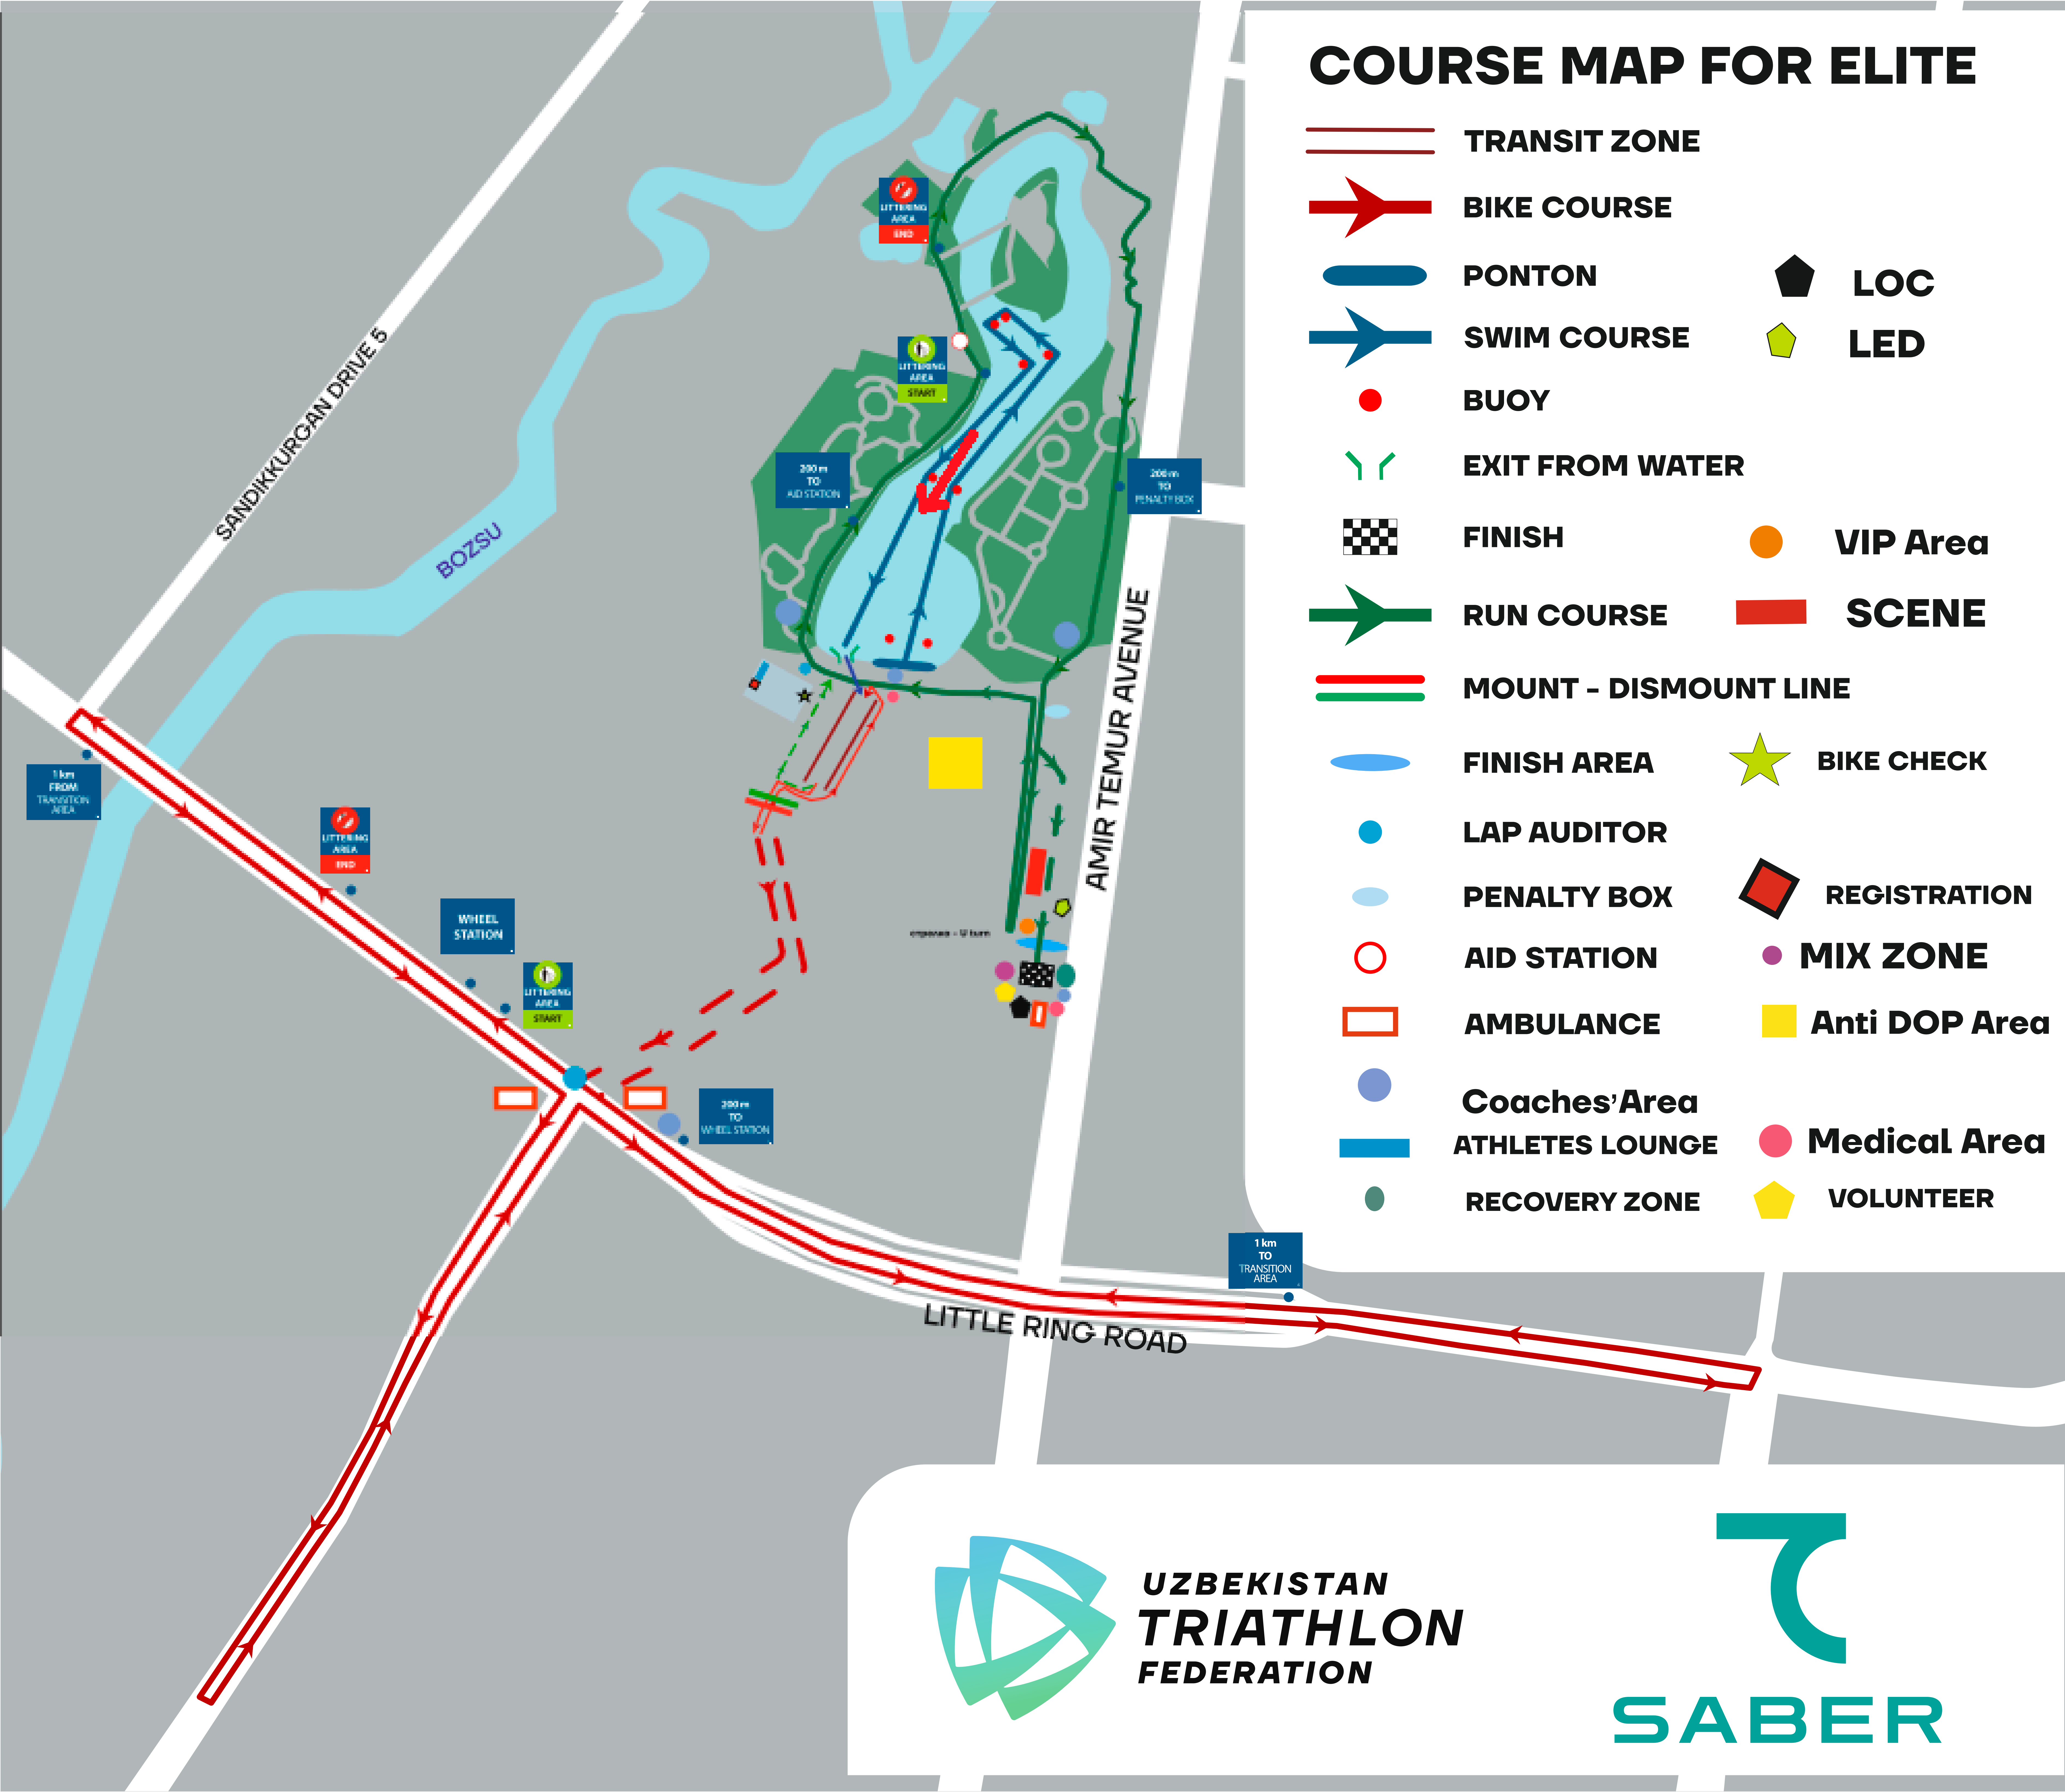 COURSE MAP FOR ELITE
TRANSIT ZONE
BIKE COURSE
PONTON
LOC
SWIM COURSE
LED
BUOY
EXIT FROM WATER
FINISH
VIP Area
RUN COURSE
SCENE
MOUNT - DISMOUNT LINE
FINISH AREA
BIKE CHECK
LAP AUDITOR
PENALTY BOX
REGISTRATION
AID STATION
MIX ZONE
AMBULANCE
Anti DOP Area
Coaches'Area
ATHLETES LOUNGE
Medical Area
RECOVERY ZONE
VOLUNTEER
SANDIKKURGAN DRIVE 5
BOZSU
AMIR TEMUR AVENUE
LITTLE RING ROAD
LITTERING
AREA
END
LITTERING
AREA
START
200 m
TO
AID STATION
200 m
TO
PENALTY BOX
1 km
FROM
TRANSITION
AREA
LITTERING
AREA
END
WHEEL
STATION
LITTERING
AREA
START
стрелка - U turn
200 m
TO
WHEEL STATION
1 km
TO
TRANSITION
AREA
UZBEKISTAN
TRIATHLON
FEDERATION
SABER